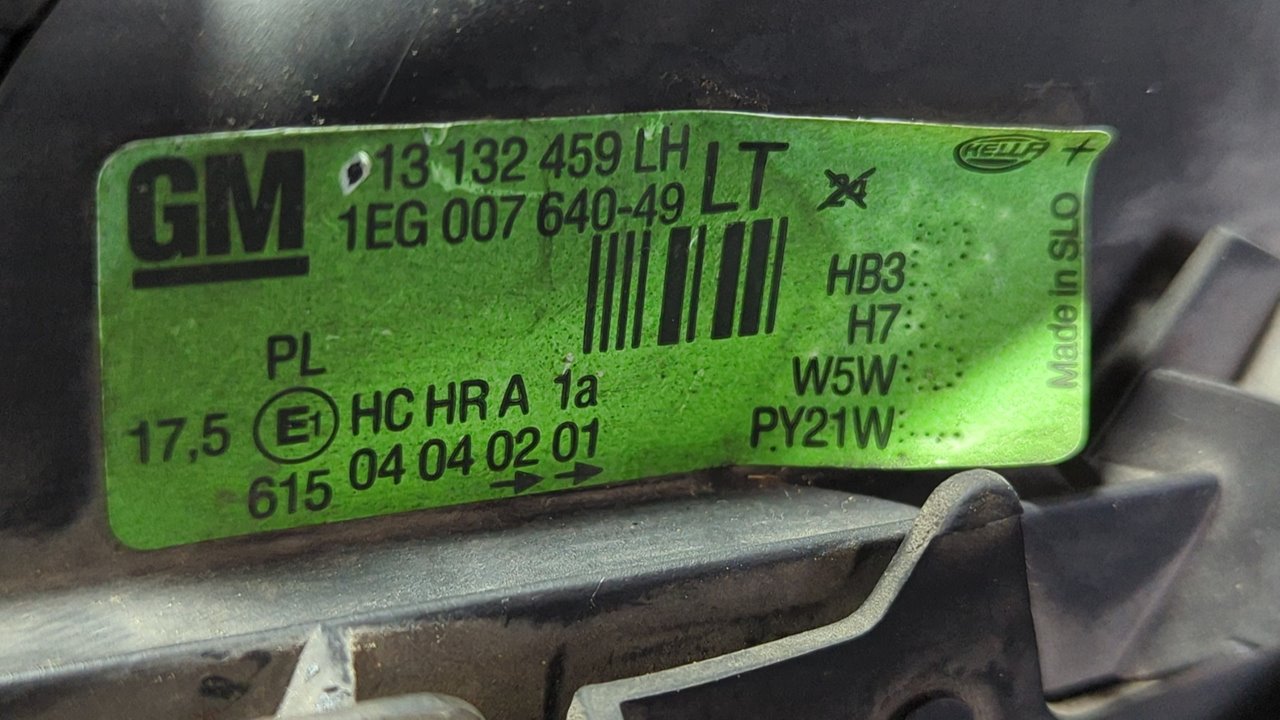 GM
13 132 459 LH
1EG 007 640-49
LT
24
HELLA
+
Made in SLO
HB3
H7
W5W
PY21W
PL
17,5 E1 HC HR A 1a
615 04 04 02 01